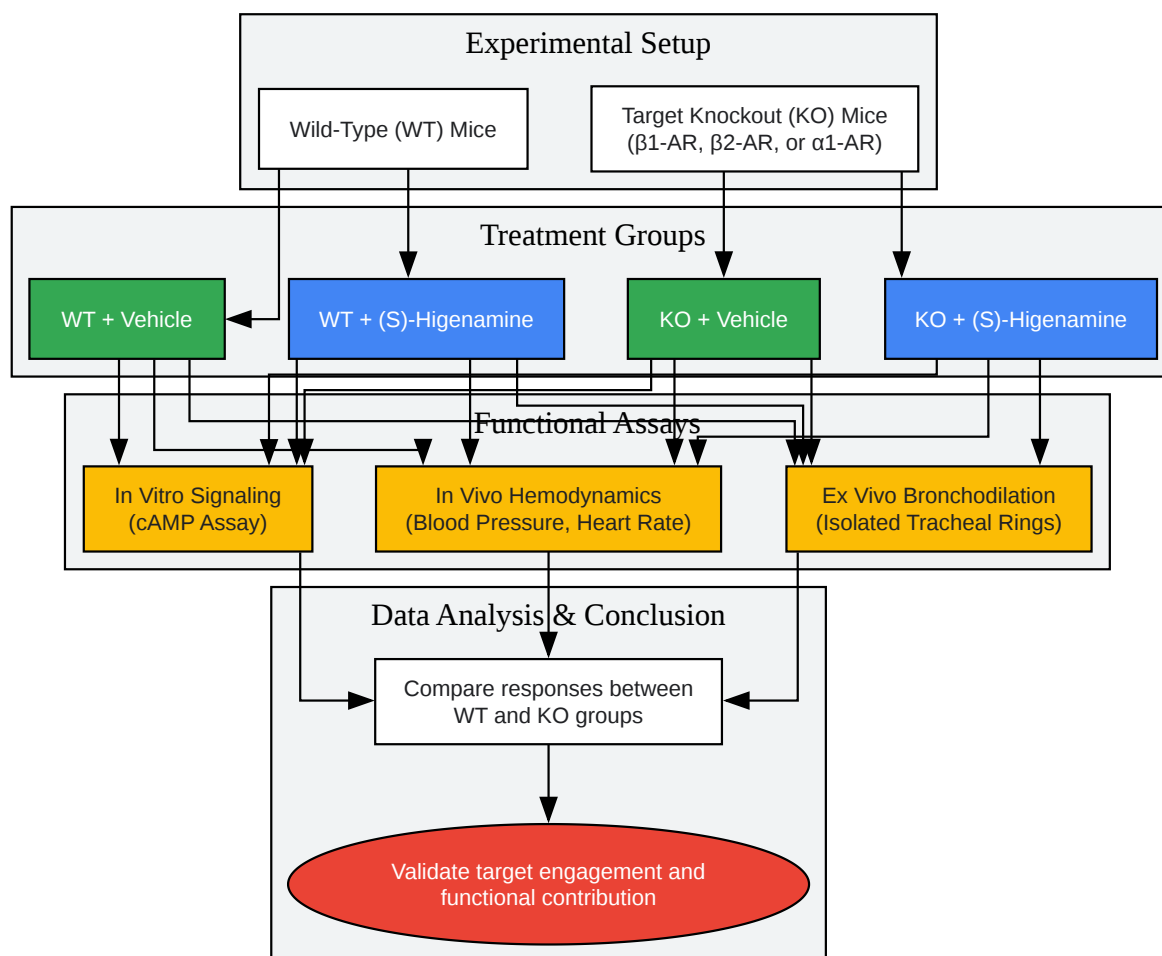 Experimental Setup
Wild-Type (WT) Mice
Target Knockout (KO) Mice
(β1-AR, β2-AR, or α1-AR)
Treatment Groups
WT + Vehicle
WT + (S)-Higenamine
KO + Vehicle
KO + (S)-Higenamine
Functional Assays
In Vitro Signaling
(cAMP Assay)
In Vivo Hemodynamics
(Blood Pressure, Heart Rate)
Ex Vivo Bronchodilation
(Isolated Tracheal Rings)
Data Analysis & Conclusion
Compare responses between
WT and KO groups
Validate target engagement and
functional contribution